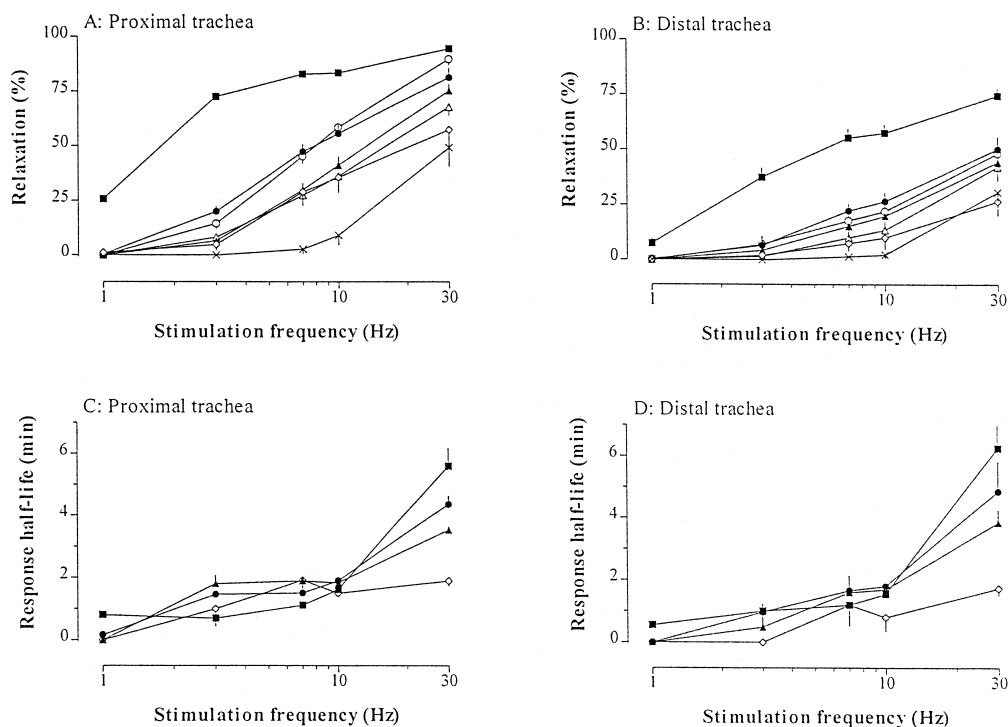 A: Proximal trachea
100
75
50
25
0
Relaxation (%)
1
10
30
Stimulation frequency (Hz)
B: Distal trachea
100
75
50
25
0
Relaxation (%)
1
10
30
Stimulation frequency (Hz)
C: Proximal trachea
6
4
2
0
Response half-life (min)
1
10
30
Stimulation frequency (Hz)
D: Distal trachea
6
4
2
0
Response half-life (min)
1
10
30
Stimulation frequency (Hz)